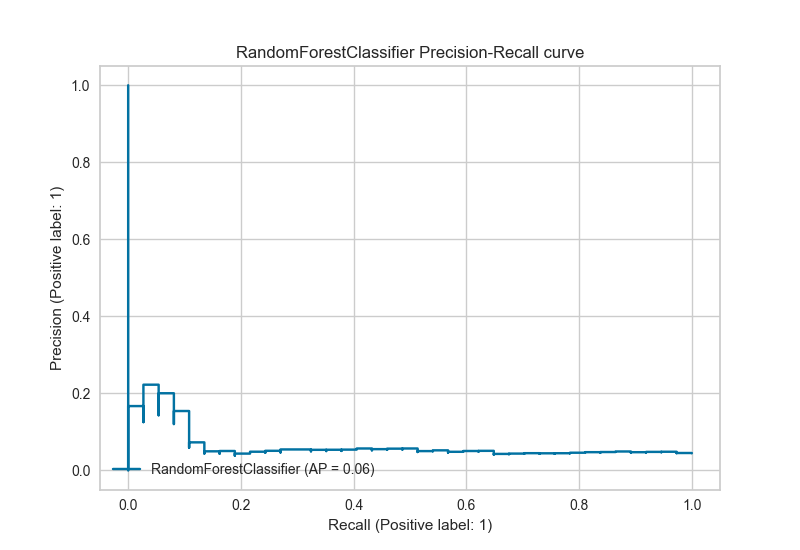 RandomForestClassifier Precision-Recall curve
1.0
0.8
0.6
0.4
0.2
0.0
Precision (Positive label: 1)
RandomForestClassifier (AP = 0.06)
0.0 0.2 0.4 0.6 0.8 1.0
Recall (Positive label: 1)